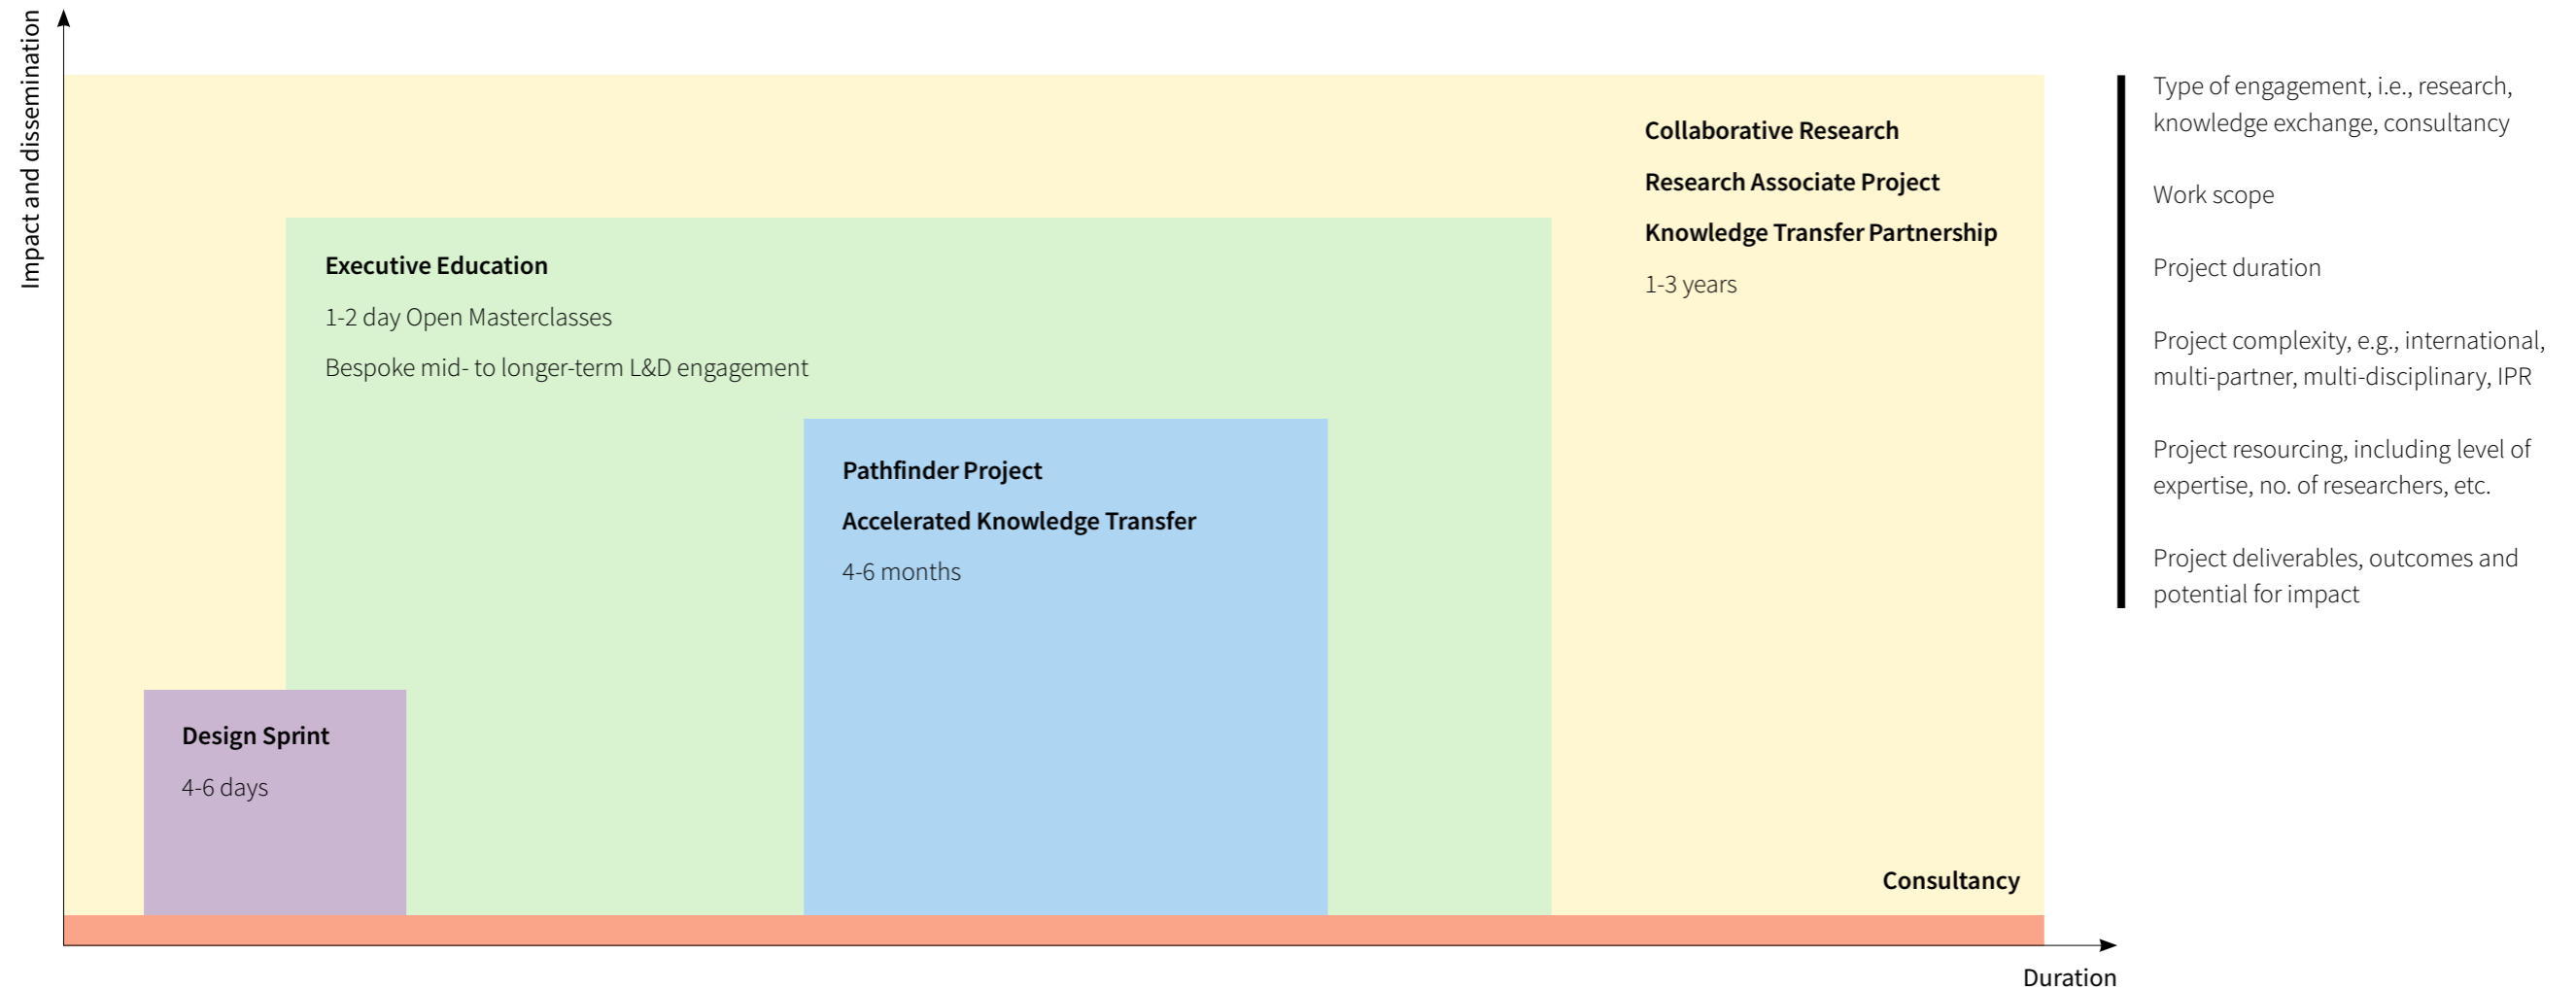 Impact and dissemination
Collaborative Research
Research Associate Project
Knowledge Transfer Partnership
1-3 years
Executive Education
1-2 day Open Masterclasses
Bespoke mid- to longer-term L&D engagement
Pathfinder Project
Accelerated Knowledge Transfer
4-6 months
Design Sprint
4-6 days
Consultancy
Duration
Type of engagement, i.e., research,
knowledge exchange, consultancy
Work scope
Project duration
Project complexity, e.g., international,
multi-partner, multi-disciplinary, IPR
Project resourcing, including level of
expertise, no. of researchers, etc.
Project deliverables, outcomes and
potential for impact